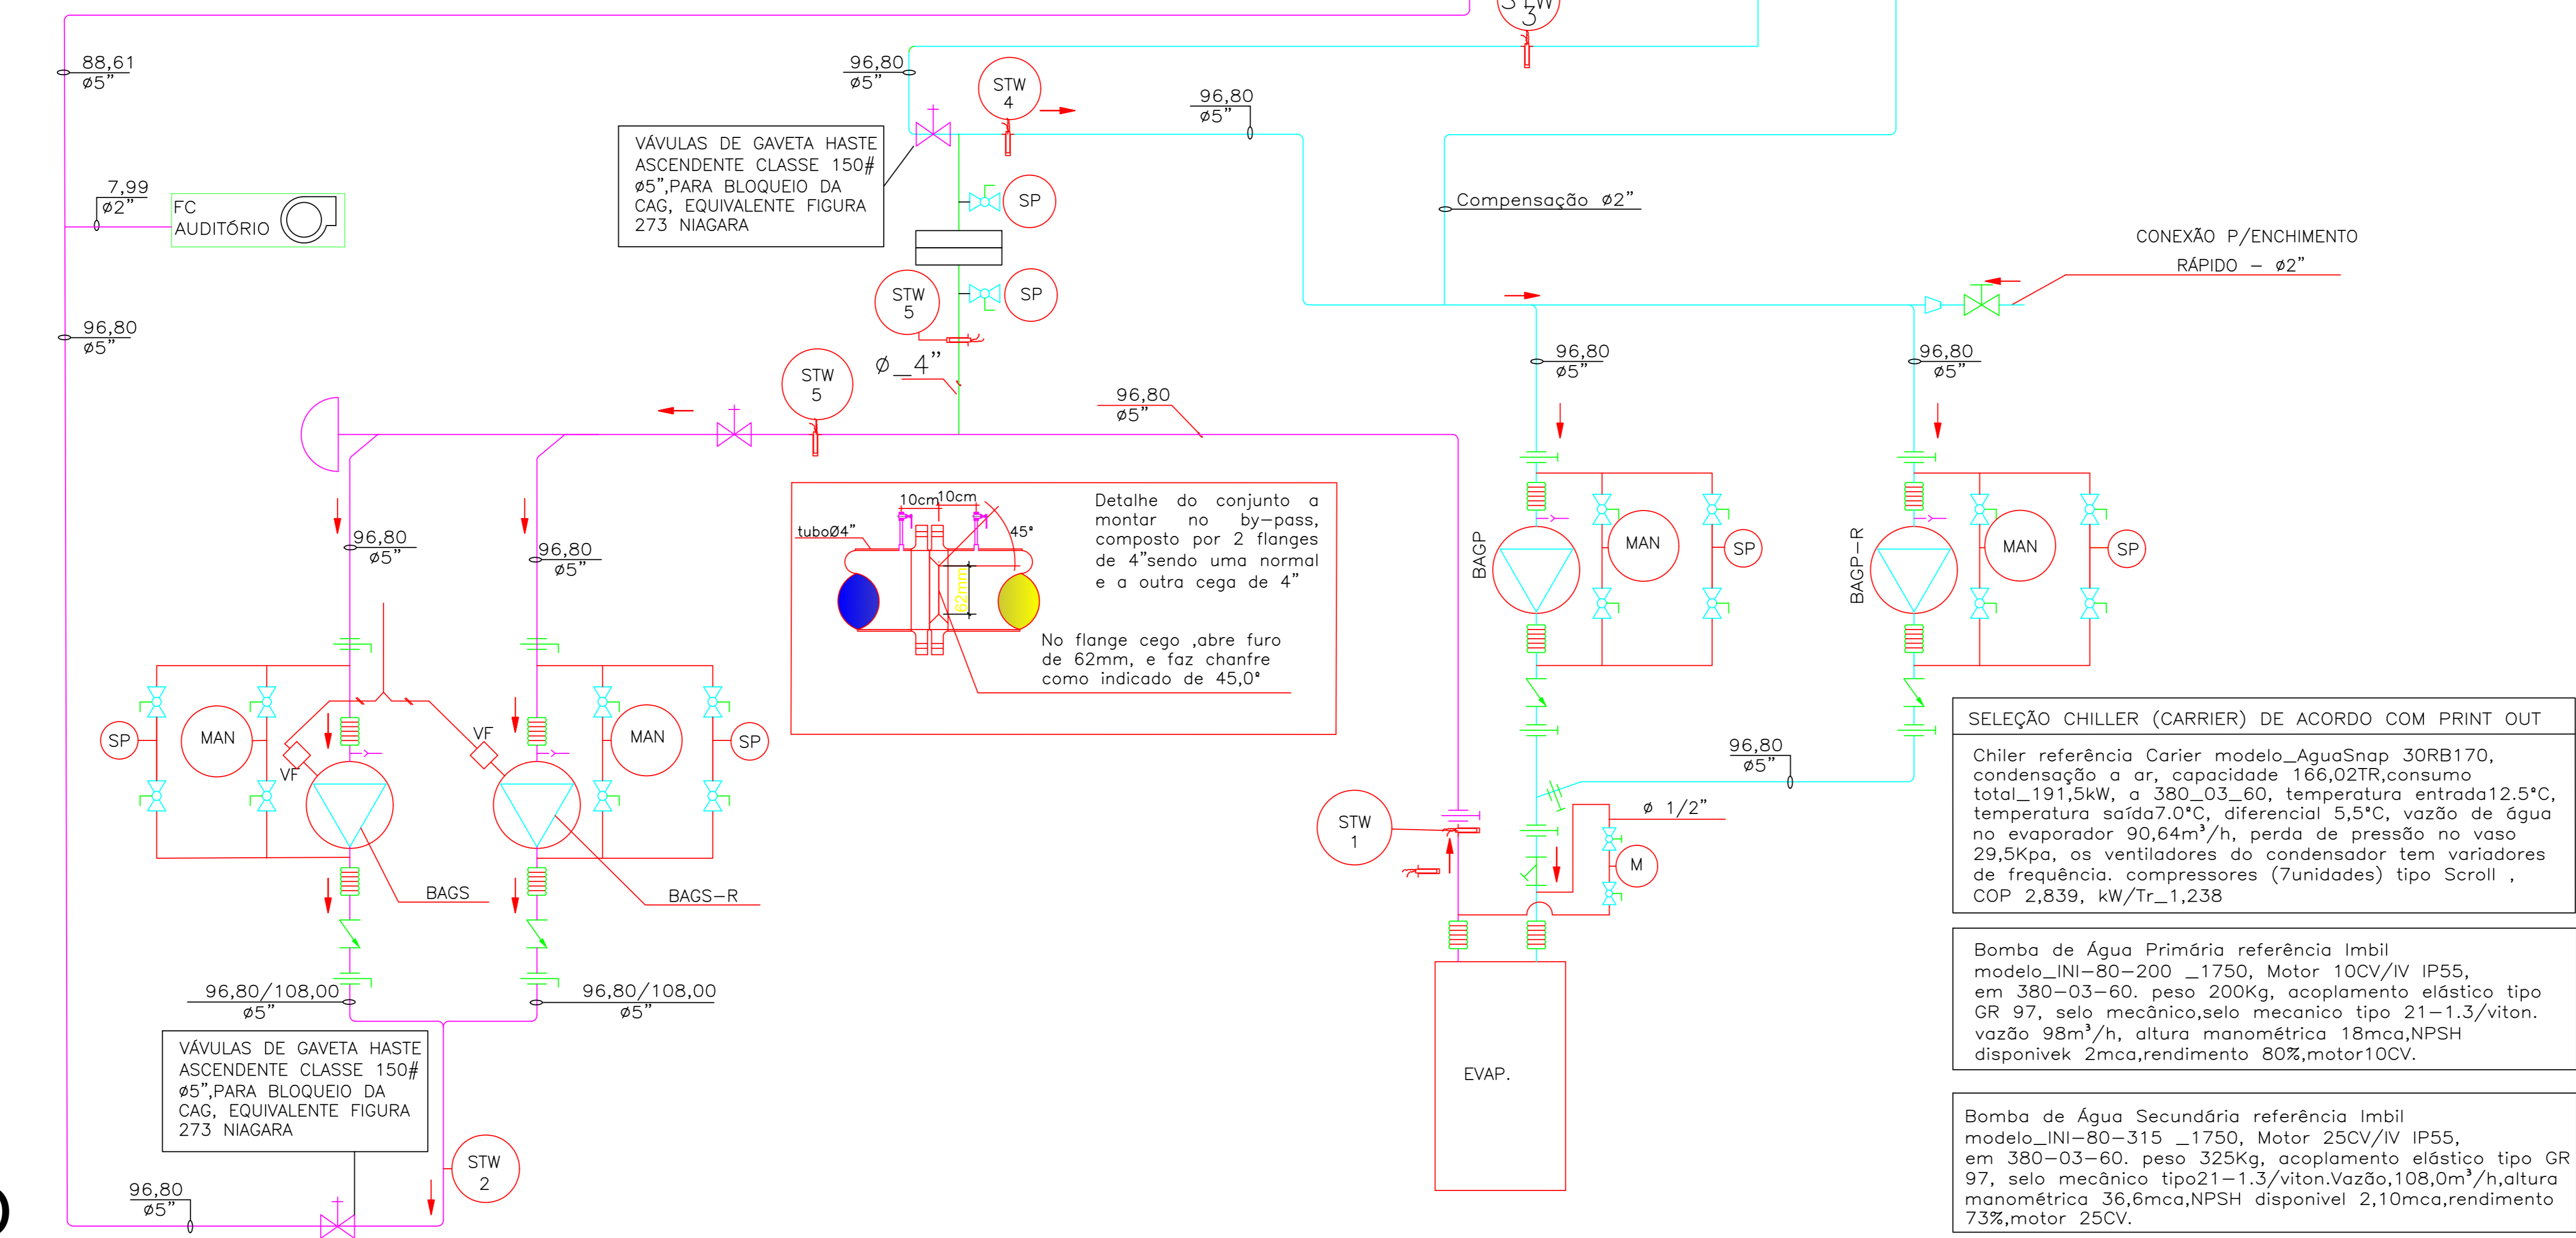 STW
3
88,61
ø5"
96,80
ø5"
STW
4
96,80
ø5"
VÁVULAS DE GAVETA HASTE
ASCENDENTE CLASSE 150#
ø5",PARA BLOQUEIO DA
CAG, EQUIVALENTE FIGURA
273 NIAGARA
7,99
ø2"
FC
AUDITÓRIO
SP
Compensação ø2"
CONEXÃO P/ENCHIMENTO
RÁPIDO – ø2"
STW
5
SP
96,80
ø5"
ø_4"
STW
5
96,80
ø5"
96,80
ø5"
96,80
ø5"
96,80
ø5"
96,80
ø5"
10cm
10cm
tuboØ4"
45°
62mm
Detalhe do conjunto a
montar no by-pass,
composto por 2 flanges
de 4"sendo uma normal
e a outra cega de 4"
No flange cego ,abre furo
de 62mm, e faz chanfre
como indicado de 45,0°
BAGP
MAN
SP
BAGP-R
MAN
SP
SP
MAN
VF
VF
MAN
SP
BAGS
BAGS-R
96,80
ø5"
STW
1
ø 1/2"
M
EVAP.
96,80/108,00
ø5"
96,80/108,00
ø5"
VÁVULAS DE GAVETA HASTE
ASCENDENTE CLASSE 150#
ø5",PARA BLOQUEIO DA
CAG, EQUIVALENTE FIGURA
273 NIAGARA
STW
2
96,80
ø5"
SELEÇÃO CHILLER (CARRIER) DE ACORDO COM PRINT OUT
Chiler referência Carier modelo_AguaSnap 30RB170,
condensação a ar, capacidade 166,02TR,consumo
total_191,5kW, a 380_03_60, temperatura entrada12.5°C,
temperatura saída7.0°C, diferencial 5,5°C, vazão de água
no evaporador 90,64m³/h, perda de pressão no vaso
29,5Kpa, os ventiladores do condensador tem variadores
de frequência. compressores (7unidades) tipo Scroll ,
COP 2,839, kW/Tr_1,238
Bomba de Água Primária referência Imbil
modelo_INI-80-200 _1750, Motor 10CV/IV IP55,
em 380-03-60. peso 200Kg, acoplamento elástico tipo
GR 97, selo mecânico,selo mecanico tipo 21-1.3/viton.
vazão 98m³/h, altura manométrica 18mca,NPSH
disponivek 2mca,rendimento 80%,motor10CV.
Bomba de Água Secundária referência Imbil
modelo_INI-80-315 _1750, Motor 25CV/IV IP55,
em 380-03-60. peso 325Kg, acoplamento elástico tipo GR
97, selo mecânico tipo21-1.3/viton.Vazão,108,0m³/h,altura
manométrica 36,6mca,NPSH disponivel 2,10mca,rendimento
73%,motor 25CV.